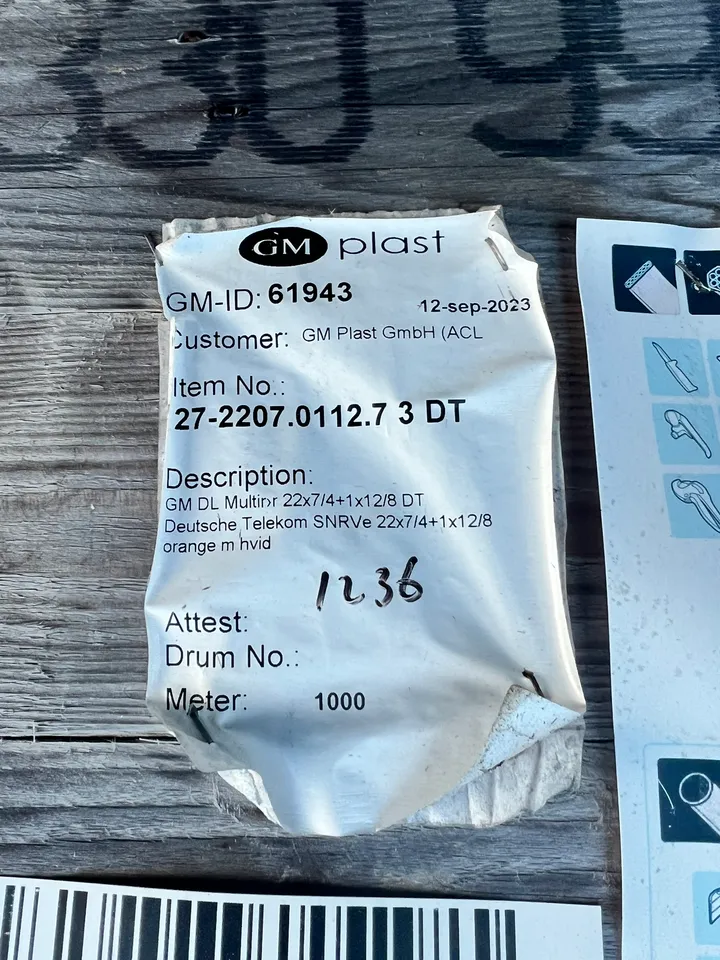 GM plast
GM-ID: 61943 12-sep-2023
Customer: GM Plast GmbH (ACL
Item No.:
27-2207.0112.7 3 DT
Description:
GM DL 22x7/4+1x12/8 DT
Deutsche Telekom SNRVe 22x7/4+1x12/8
orange m hvid
1236
Attest:
Drum No.:
Meter: 1000